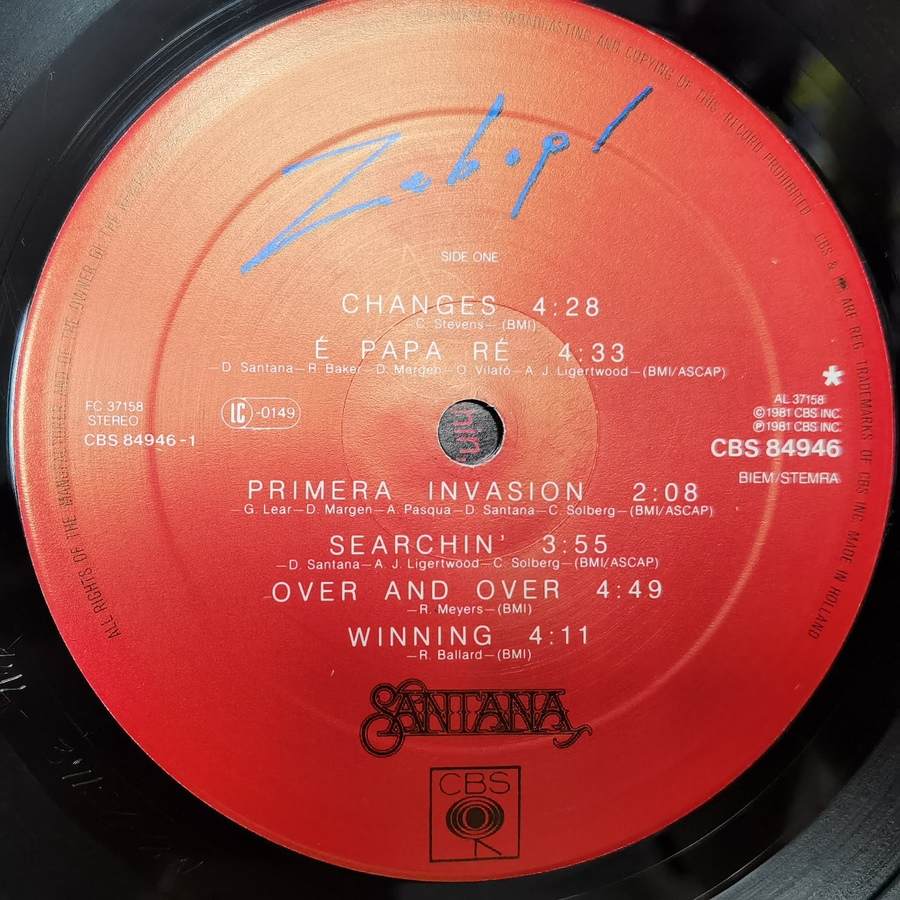 Zebop!
SIDE ONE
CHANGES 4:28
—C. Stevens—(BMI)
É PAPA RÉ 4:33
—D. Santana—R. Baker—D. Margen—O. Vilató—A. J. Ligertwood—(BMI/ASCAP)
FC 37158
STEREO
CBS 84946-1
LC-0149
*
AL 37158
© 1981 CBS INC.
℗ 1981 CBS INC.
CBS 84946
BIEM/STEMRA
PRIMERA INVASION 2:08
—G. Lear—D. Margen—A. Pasqua—D. Santana—C. Solberg—(BMI/ASCAP)
SEARCHIN' 3:55
—D. Santana—A. J. Ligertwood—C. Solberg—(BMI/ASCAP)
OVER AND OVER 4:49
—R. Meyers—(BMI)
WINNING 4:11
—R. Ballard—(BMI)
SANTANA
CBS
ALL RIGHTS OF THE MANUFACTURER AND OF THE OWNER OF THE BROADCASTING AND COPYING OF THIS RECORD PROHIBITED CBS & ARE REG. TRADEMARKS OF CBS INC. MADE IN HOLLAND